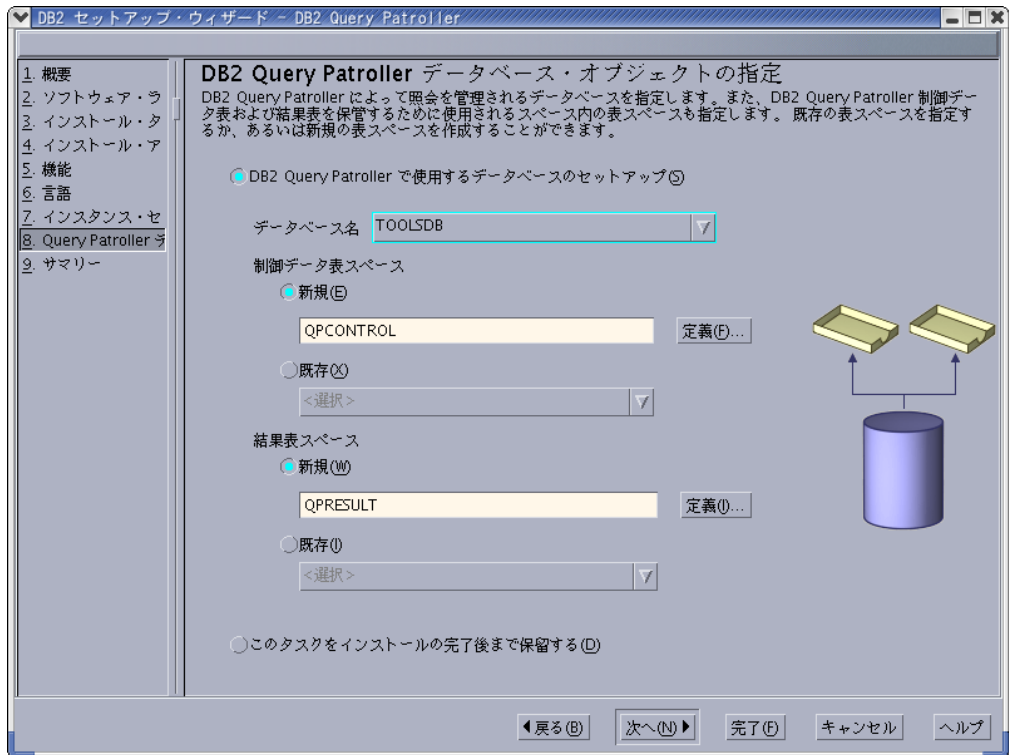 DB2 セットアップ・ウィザード - DB2 Query Patroller
1. 概要
2. ソフトウェア・ラ
3. インストール・タ
4. インストール・ア
5. 機能
6. 言語
7. インスタンス・セ
8. Query Patroller デ
9. サマリー
DB2 Query Patroller データベース・オブジェクトの指定
DB2 Query Patroller によって照会を管理されるデータベースを指定します。また、DB2 Query Patroller 制御デー
タ表および結果表を保管するために使用されるスペース内の表スペースも指定します。 既存の表スペースを指定す
るか、あるいは新規の表スペースを作成することができます。
DB2 Query Patroller で使用するデータベースのセットアップ(S)
データベース名 TOOLSDB
制御データ表スペース
新規(E)
QPCONTROL 定義(F)...
既存(X)
<選択>
結果表スペース
新規(W)
QPRESULT 定義(I)...
既存(I)
<選択>
このタスクをインストールの完了後まで保留する(D)
戻る(B) 次へ(N) 完了(F) キャンセル ヘルプ